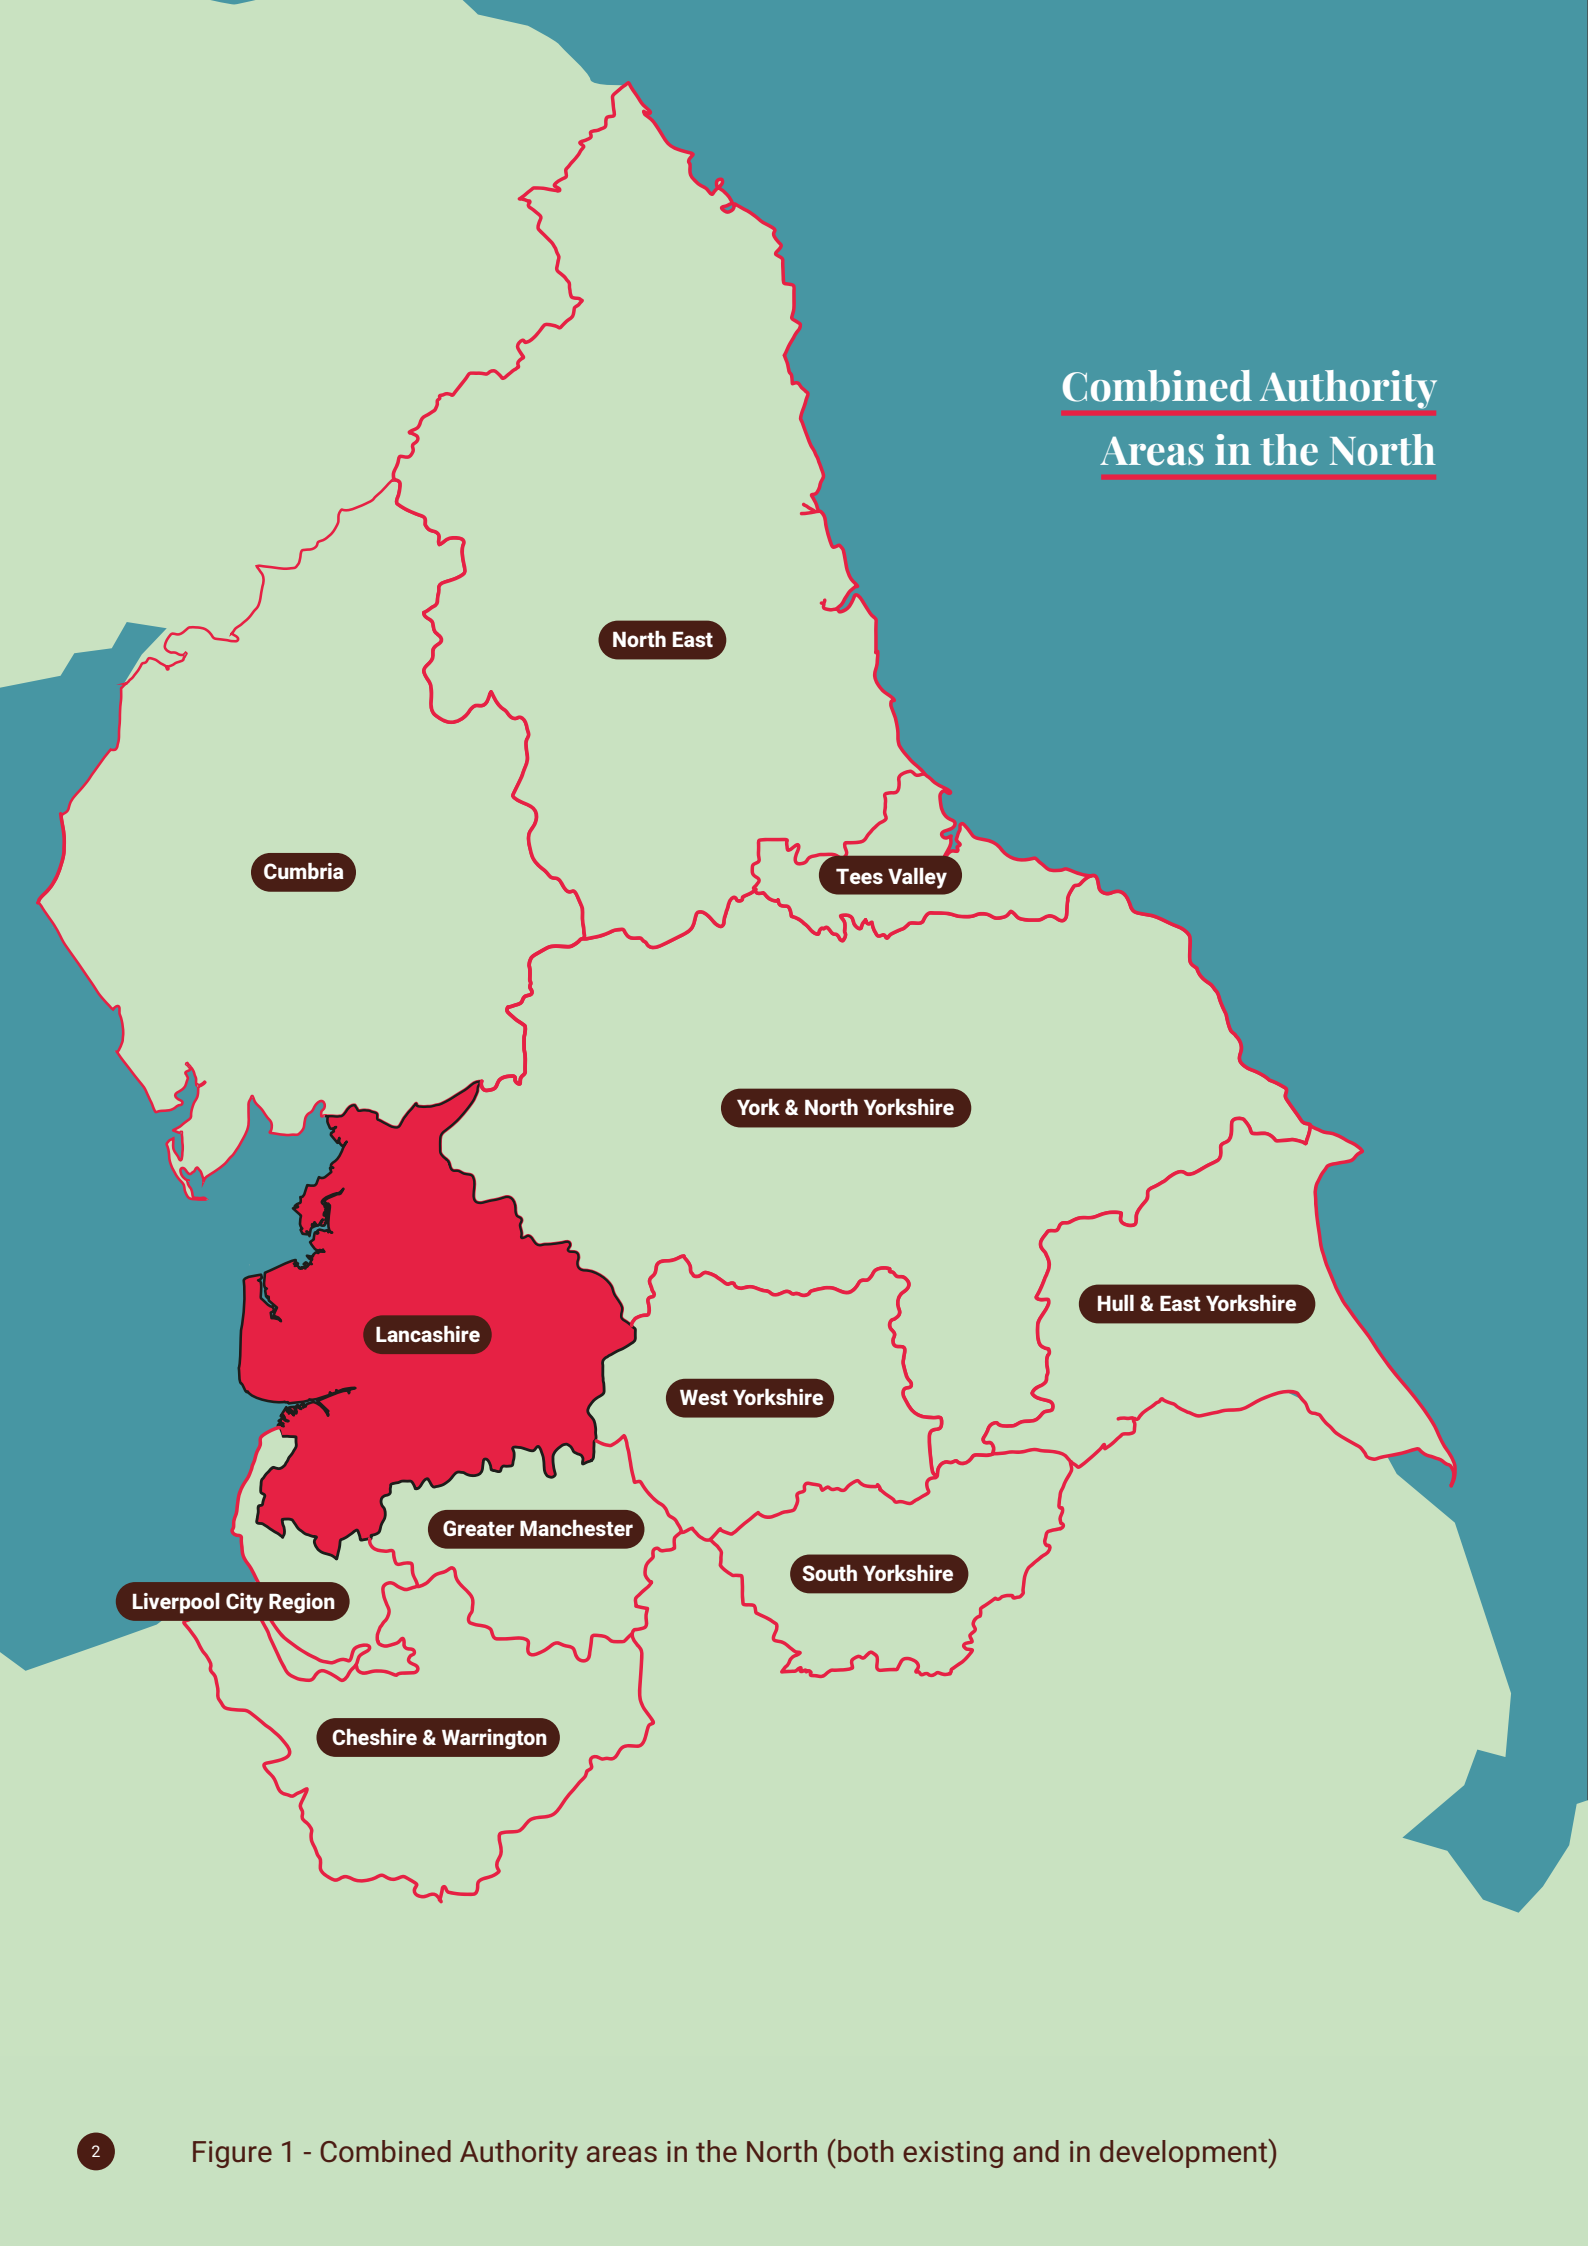 Combined Authority
Areas in the North
North East
Cumbria
Tees Valley
York & North Yorkshire
Hull & East Yorkshire
Lancashire
West Yorkshire
Greater Manchester
South Yorkshire
Liverpool City Region
Cheshire & Warrington
2
Figure 1 - Combined Authority areas in the North (both existing and in development)